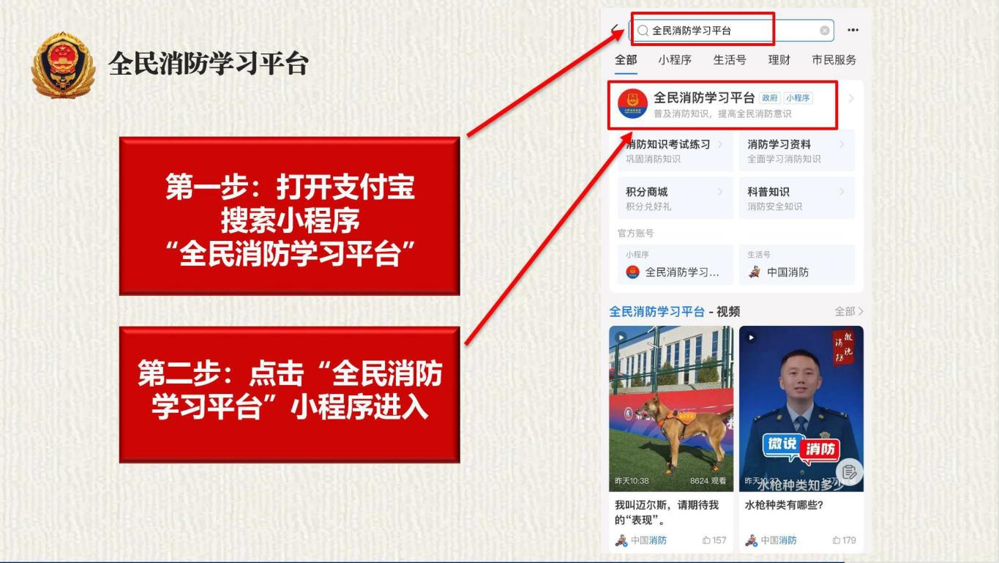 全民消防学习平台
第一步：打开支付宝
搜索小程序
“全民消防学习平台”
第二步：点击“全民消防
学习平台”小程序进入
全民消防学习平台
全部 小程序 生活号 理财 市民服务
全民消防学习平台 政府 小程序
普及消防知识，提高全民消防意识
消防知识考试练习 消防学习资料
巩固消防知识 全面学习消防知识
积分商城 科普知识
积分兑好礼 消防安全知识
官方账号
小程序 生活号
全民消防学习... 中国消防
全民消防学习平台 - 视频 全部
微说
消防
微说 消防
昨天10:38 8624 观看
水枪种类知多少
我叫迈尔斯，请期待我 水枪种类有哪些?
的“表现”。
中国消防 157 中国消防 179